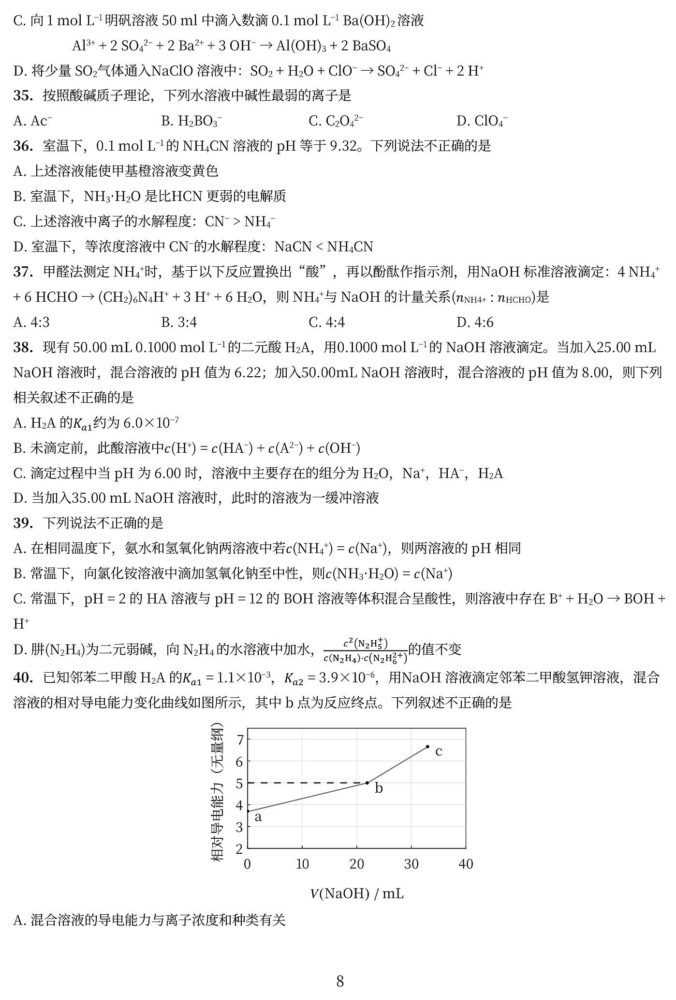 C. 向 1 mol L⁻¹ 明矾溶液 50 ml 中滴入数滴 0.1 mol L⁻¹ Ba(OH)₂ 溶液
Al³⁺ + 2 SO₄²⁻ + 2 Ba²⁺ + 3 OH⁻ → Al(OH)₃ + 2 BaSO₄
D. 将少量 SO₂气体通入NaClO 溶液中：SO₂ + H₂O + ClO⁻ → SO₄²⁻ + Cl⁻ + 2 H⁺
35. 按照酸碱质子理论，下列水溶液中碱性最弱的离子是
A. Ac⁻ B. H₂BO₃⁻ C. C₂O₄²⁻ D. ClO₄⁻
36. 室温下，0.1 mol L⁻¹ 的 NH₄CN 溶液的 pH 等于 9.32。下列说法不正确的是
A. 上述溶液能使甲基橙溶液变黄色
B. 室温下，NH₃·H₂O 是比HCN 更弱的电解质
C. 上述溶液中离子的水解程度：CN⁻ > NH₄⁻
D. 室温下，等浓度溶液中 CN⁻的水解程度：NaCN < NH₄CN
37. 甲醛法测定 NH₄⁺时，基于以下反应置换出“酸”，再以酚酞作指示剂，用NaOH 标准溶液滴定：4 NH₄⁺
+ 6 HCHO → (CH₂)₆N₄H⁺ + 3 H⁺ + 6 H₂O，则 NH₄⁺与 NaOH 的计量关系(n_NH4+ : n_HCHO)是
A. 4:3 B. 3:4 C. 4:4 D. 4:6
38. 现有 50.00 mL 0.1000 mol L⁻¹ 的二元酸 H₂A，用0.1000 mol L⁻¹ 的 NaOH 溶液滴定。当加入25.00 mL
NaOH 溶液时，混合溶液的 pH 值为 6.22；加入50.00mL NaOH 溶液时，混合溶液的 pH 值为 8.00，则下列
相关叙述不正确的是
A. H₂A 的K_a1约为 6.0×10⁻⁷
B. 未滴定前，此酸溶液中c(H⁺) = c(HA⁻) + c(A²⁻) + c(OH⁻)
C. 滴定过程中当 pH 为 6.00 时，溶液中主要存在的组分为 H₂O，Na⁺，HA⁻，H₂A
D. 当加入35.00 mL NaOH 溶液时，此时的溶液为一缓冲溶液
39. 下列说法不正确的是
A. 在相同温度下，氨水和氢氧化钠两溶液中若c(NH₄⁺) = c(Na⁺)，则两溶液的 pH 相同
B. 常温下，向氯化铵溶液中滴加氢氧化钠至中性，则c(NH₃·H₂O) = c(Na⁺)
C. 常温下，pH = 2 的 HA 溶液与 pH = 12 的 BOH 溶液等体积混合呈酸性，则溶液中存在 B⁺ + H₂O → BOH +
H⁺
D. 肼(N₂H₄)为二元弱碱，向 N₂H₄ 的水溶液中加水，c²(N₂H₅⁺)/c(N₂H₄)·c(N₂H₆²⁺)的值不变
40. 已知邻苯二甲酸 H₂A 的K_a1 = 1.1×10⁻³，K_a2 = 3.9×10⁻⁶，用NaOH 溶液滴定邻苯二甲酸氢钾溶液，混合
溶液的相对导电能力变化曲线如图所示，其中 b 点为反应终点。下列叙述不正确的是
相对导电能力（无量纲）
7
6
5
4
3
2
a
b
c
0 10 20 30 40
V(NaOH) / mL
A. 混合溶液的导电能力与离子浓度和种类有关
8